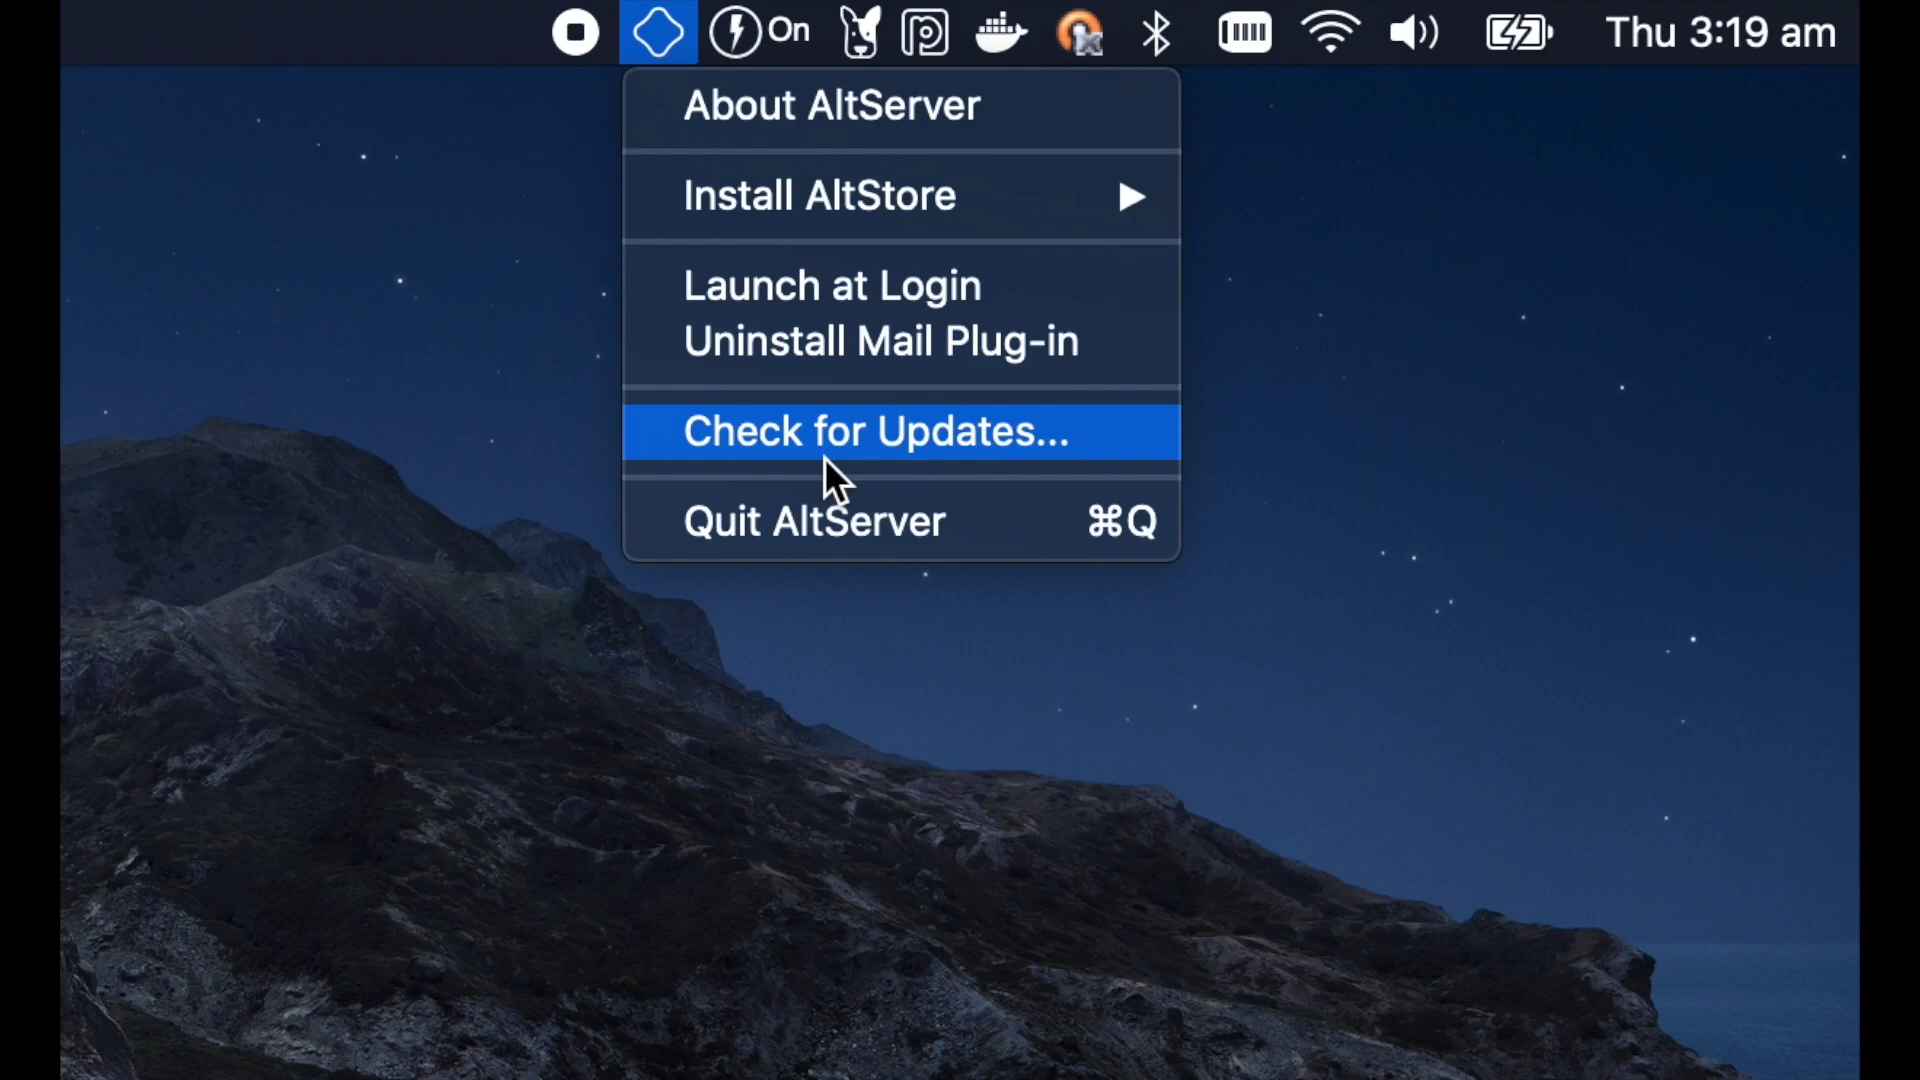 On
Thu 3:19 am
About AltServer
Install AltStore
Launch at Login
Uninstall Mail Plug-in
Check for Updates...
Quit AltServer ⌘Q